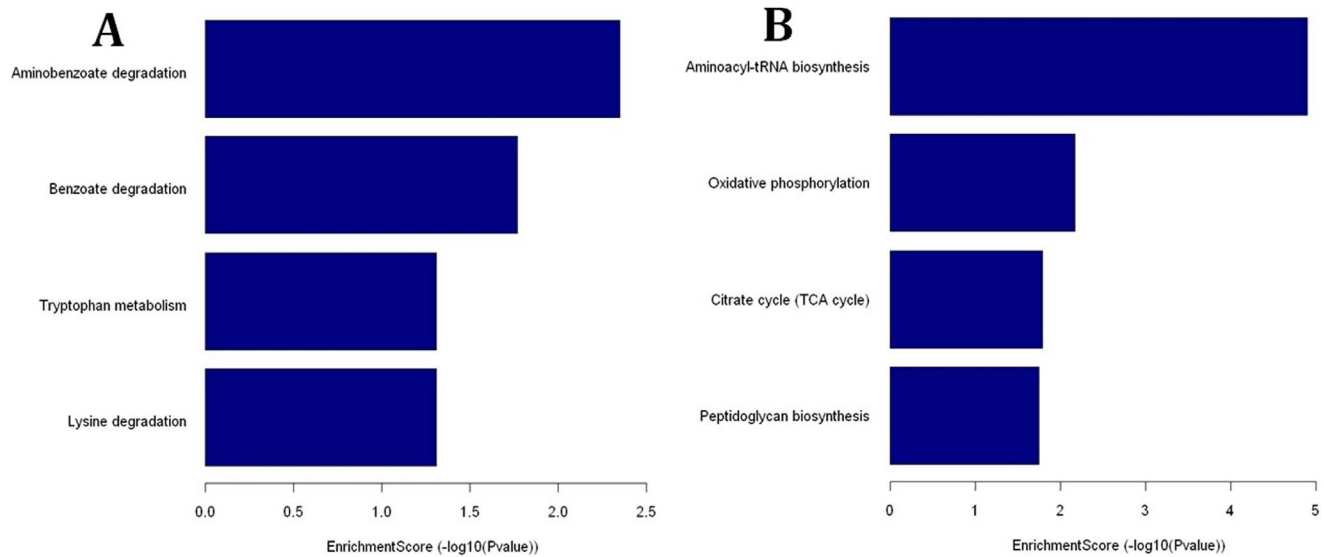 A
Aminobenzoate degradation
Benzoate degradation
Tryptophan metabolism
Lysine degradation
0.0 0.5 1.0 1.5 2.0 2.5
EnrichmentScore (-log10(Pvalue))
B
Aminoacyl-tRNA biosynthesis
Oxidative phosphorylation
Citrate cycle (TCA cycle)
Peptidoglycan biosynthesis
0 1 2 3 4 5
EnrichmentScore (-log10(Pvalue))